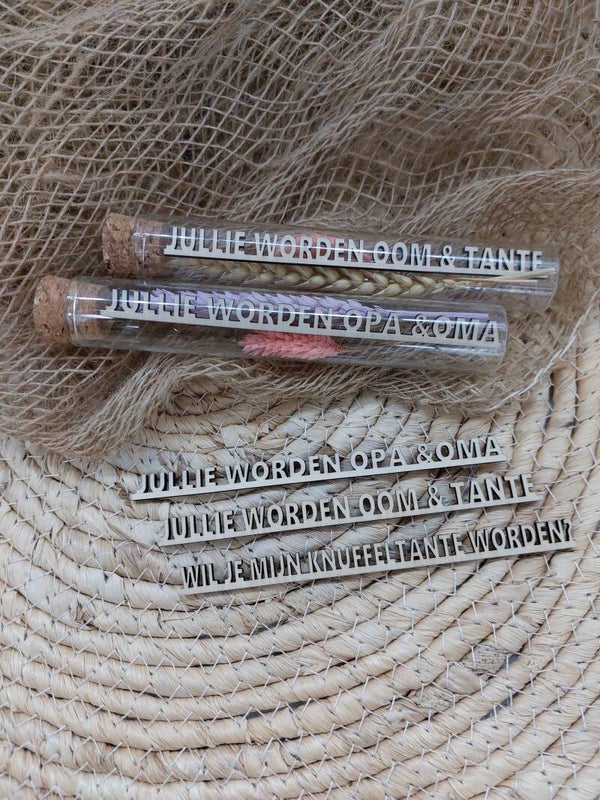 JULLIE WORDEN OOM & TANTE
JULLIE WORDEN OPA & OMA
JULLIE WORDEN OPA & OMA
JULLIE WORDEN OOM & TANTE
WIL JE MIJN KNUFFELTANTE WORDEN?